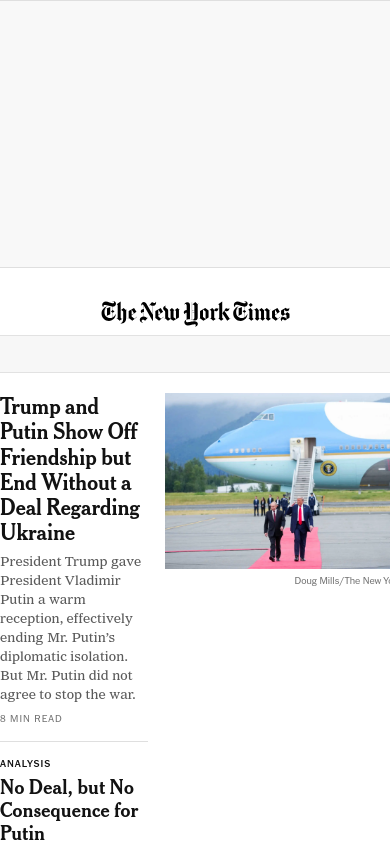 The New York Times
Trump and
Putin Show Off
Friendship but
End Without a
Deal Regarding
Ukraine
President Trump gave
President Vladimir
Putin a warm
reception, effectively
ending Mr. Putin's
diplomatic isolation.
But Mr. Putin did not
agree to stop the war.
8 MIN READ
Doug Mills/The New Yo
ANALYSIS
No Deal, but No
Consequence for
Putin